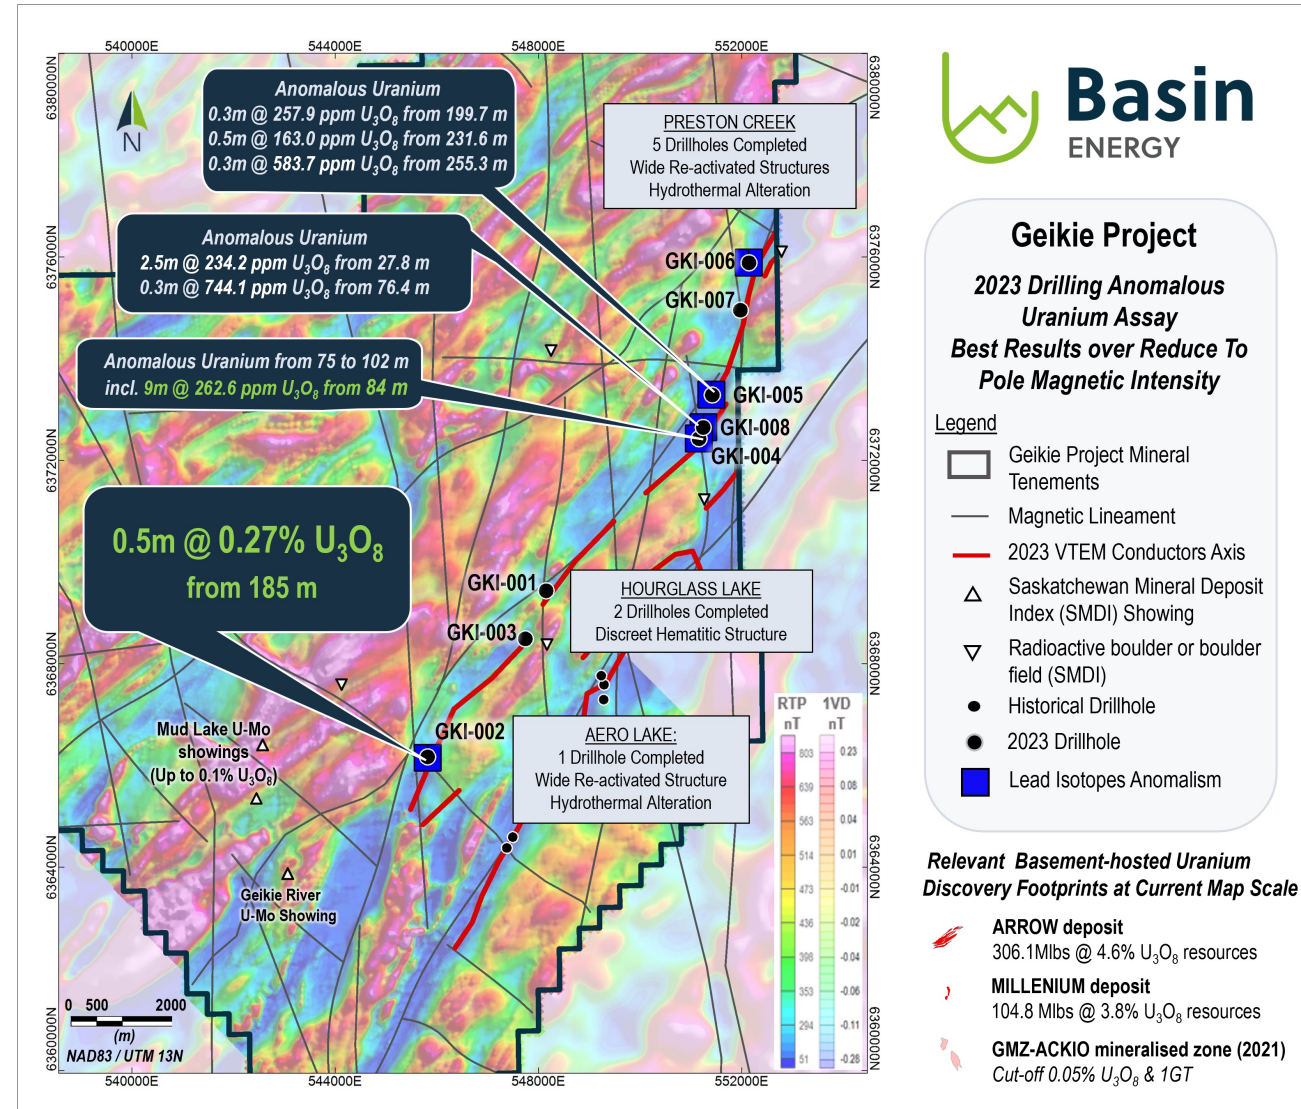 540000E
544000E
548000E
552000E
6380000N
6376000N
6372000N
6368000N
6364000N
6360000N
6380000N
6376000N
6372000N
6368000N
6364000N
6360000N
N
Anomalous Uranium
0.3m @ 257.9 ppm U₃O₈ from 199.7 m
0.5m @ 163.0 ppm U₃O₈ from 231.6 m
0.3m @ 583.7 ppm U₃O₈ from 255.3 m
PRESTON CREEK
5 Drillholes Completed
Wide Re-activated Structures
Hydrothermal Alteration
Anomalous Uranium
2.5m @ 234.2 ppm U₃O₈ from 27.8 m
0.3m @ 744.1 ppm U₃O₈ from 76.4 m
GKI-006
GKI-007
Anomalous Uranium from 75 to 102 m
incl. 9m @ 262.6 ppm U₃O₈ from 84 m
GKI-005
GKI-008
GKI-004
0.5m @ 0.27% U₃O₈
from 185 m
GKI-001
GKI-003
HOURGLASS LAKE
2 Drillholes Completed
Discreet Hematitic Structure
GKI-002
Mud Lake U-Mo
showings
(Up to 0.1% U₃O₈)
AERO LAKE:
1 Drillhole Completed
Wide Re-activated Structure
Hydrothermal Alteration
Geikie River
U-Mo Showing
RTP 1VD
nT nT
803 0.23
639 0.08
563 0.04
514 0.01
473 -0.01
436 -0.02
398 -0.04
353 -0.06
294 -0.11
51 -0.28
0 500 2000
(m)
NAD83 / UTM 13N
540000E
544000E
548000E
552000E
Basin
ENERGY
Geikie Project
2023 Drilling Anomalous
Uranium Assay
Best Results over Reduce To
Pole Magnetic Intensity
Legend
Geikie Project Mineral
Tenements
Magnetic Lineament
2023 VTEM Conductors Axis
Saskatchewan Mineral Deposit
Index (SMDI) Showing
Radioactive boulder or boulder
field (SMDI)
Historical Drillhole
2023 Drillhole
Lead Isotopes Anomalism
Relevant Basement-hosted Uranium
Discovery Footprints at Current Map Scale
ARROW deposit
306.1Mlbs @ 4.6% U₃O₈ resources
MILLENIUM deposit
104.8 Mlbs @ 3.8% U₃O₈ resources
GMZ-ACKIO mineralised zone (2021)
Cut-off 0.05% U₃O₈ & 1GT